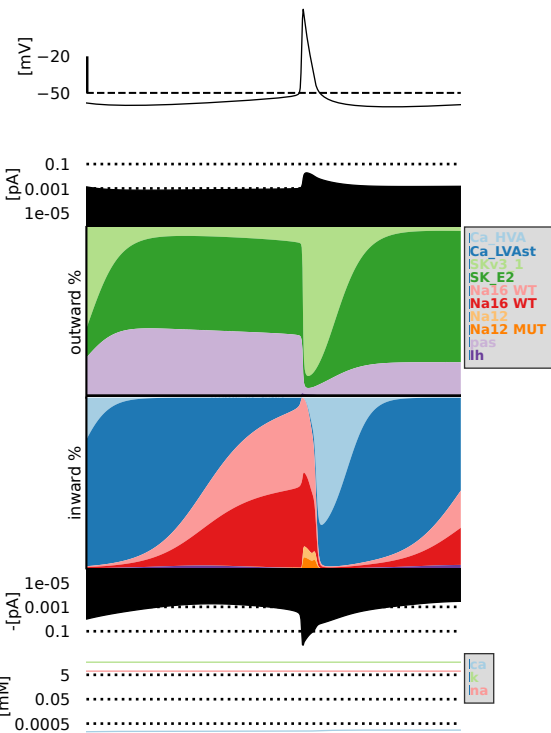 [mV]
−20
−50
[pA]
0.1
0.001
1e-05
outward %
Ca_HVA
Ca_LVAst
SKv3_1
SK_E2
Na16 WT
Na16 WT
Na12
Na12 MUT
pas
Ih
inward %
-[pA]
1e-05
0.001
0.1
[mM]
5
0.05
0.0005
ca
k
na